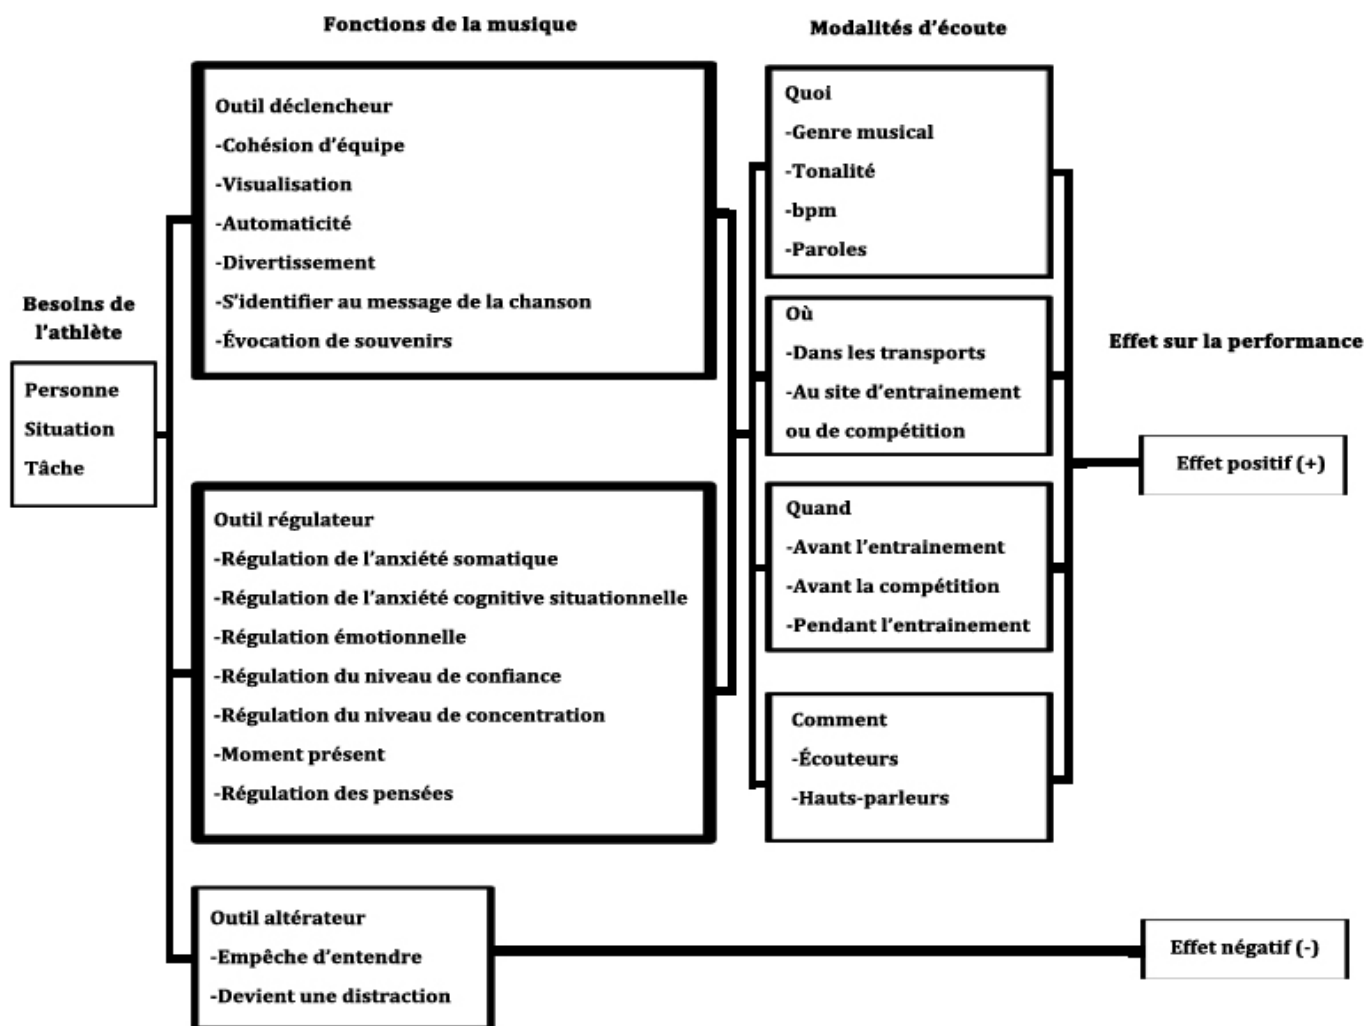 Fonctions de la musique
Modalités d'écoute
Besoins de
l'athlète
Personne
Situation
Tâche
Outil déclencheur
-Cohésion d'équipe
-Visualisation
-Automaticité
-Divertissement
-S'identifier au message de la chanson
-Évocation de souvenirs
Outil régulateur
-Régulation de l'anxiété somatique
-Régulation de l'anxiété cognitive situationnelle
-Régulation émotionnelle
-Régulation du niveau de confiance
-Régulation du niveau de concentration
-Moment présent
-Régulation des pensées
Outil altérateur
-Empêche d'entendre
-Devient une distraction
Quoi
-Genre musical
-Tonalité
-bpm
-Paroles
Où
-Dans les transports
-Au site d'entrainement
ou de compétition
Quand
-Avant l'entrainement
-Avant la compétition
-Pendant l'entrainement
Comment
-Écouteurs
-Hauts-parleurs
Effet sur la performance
Effet positif (+)
Effet négatif (-)